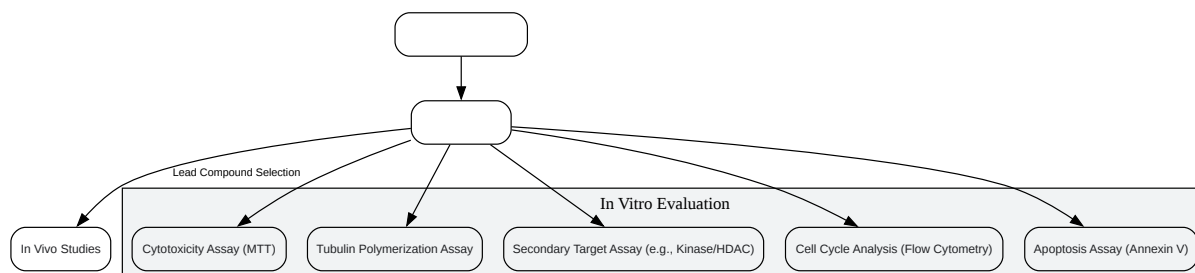 Lead Compound Selection
In Vitro Evaluation
In Vivo Studies
Cytotoxicity Assay (MTT)
Tubulin Polymerization Assay
Secondary Target Assay (e.g., Kinase/HDAC)
Cell Cycle Analysis (Flow Cytometry)
Apoptosis Assay (Annexin V)